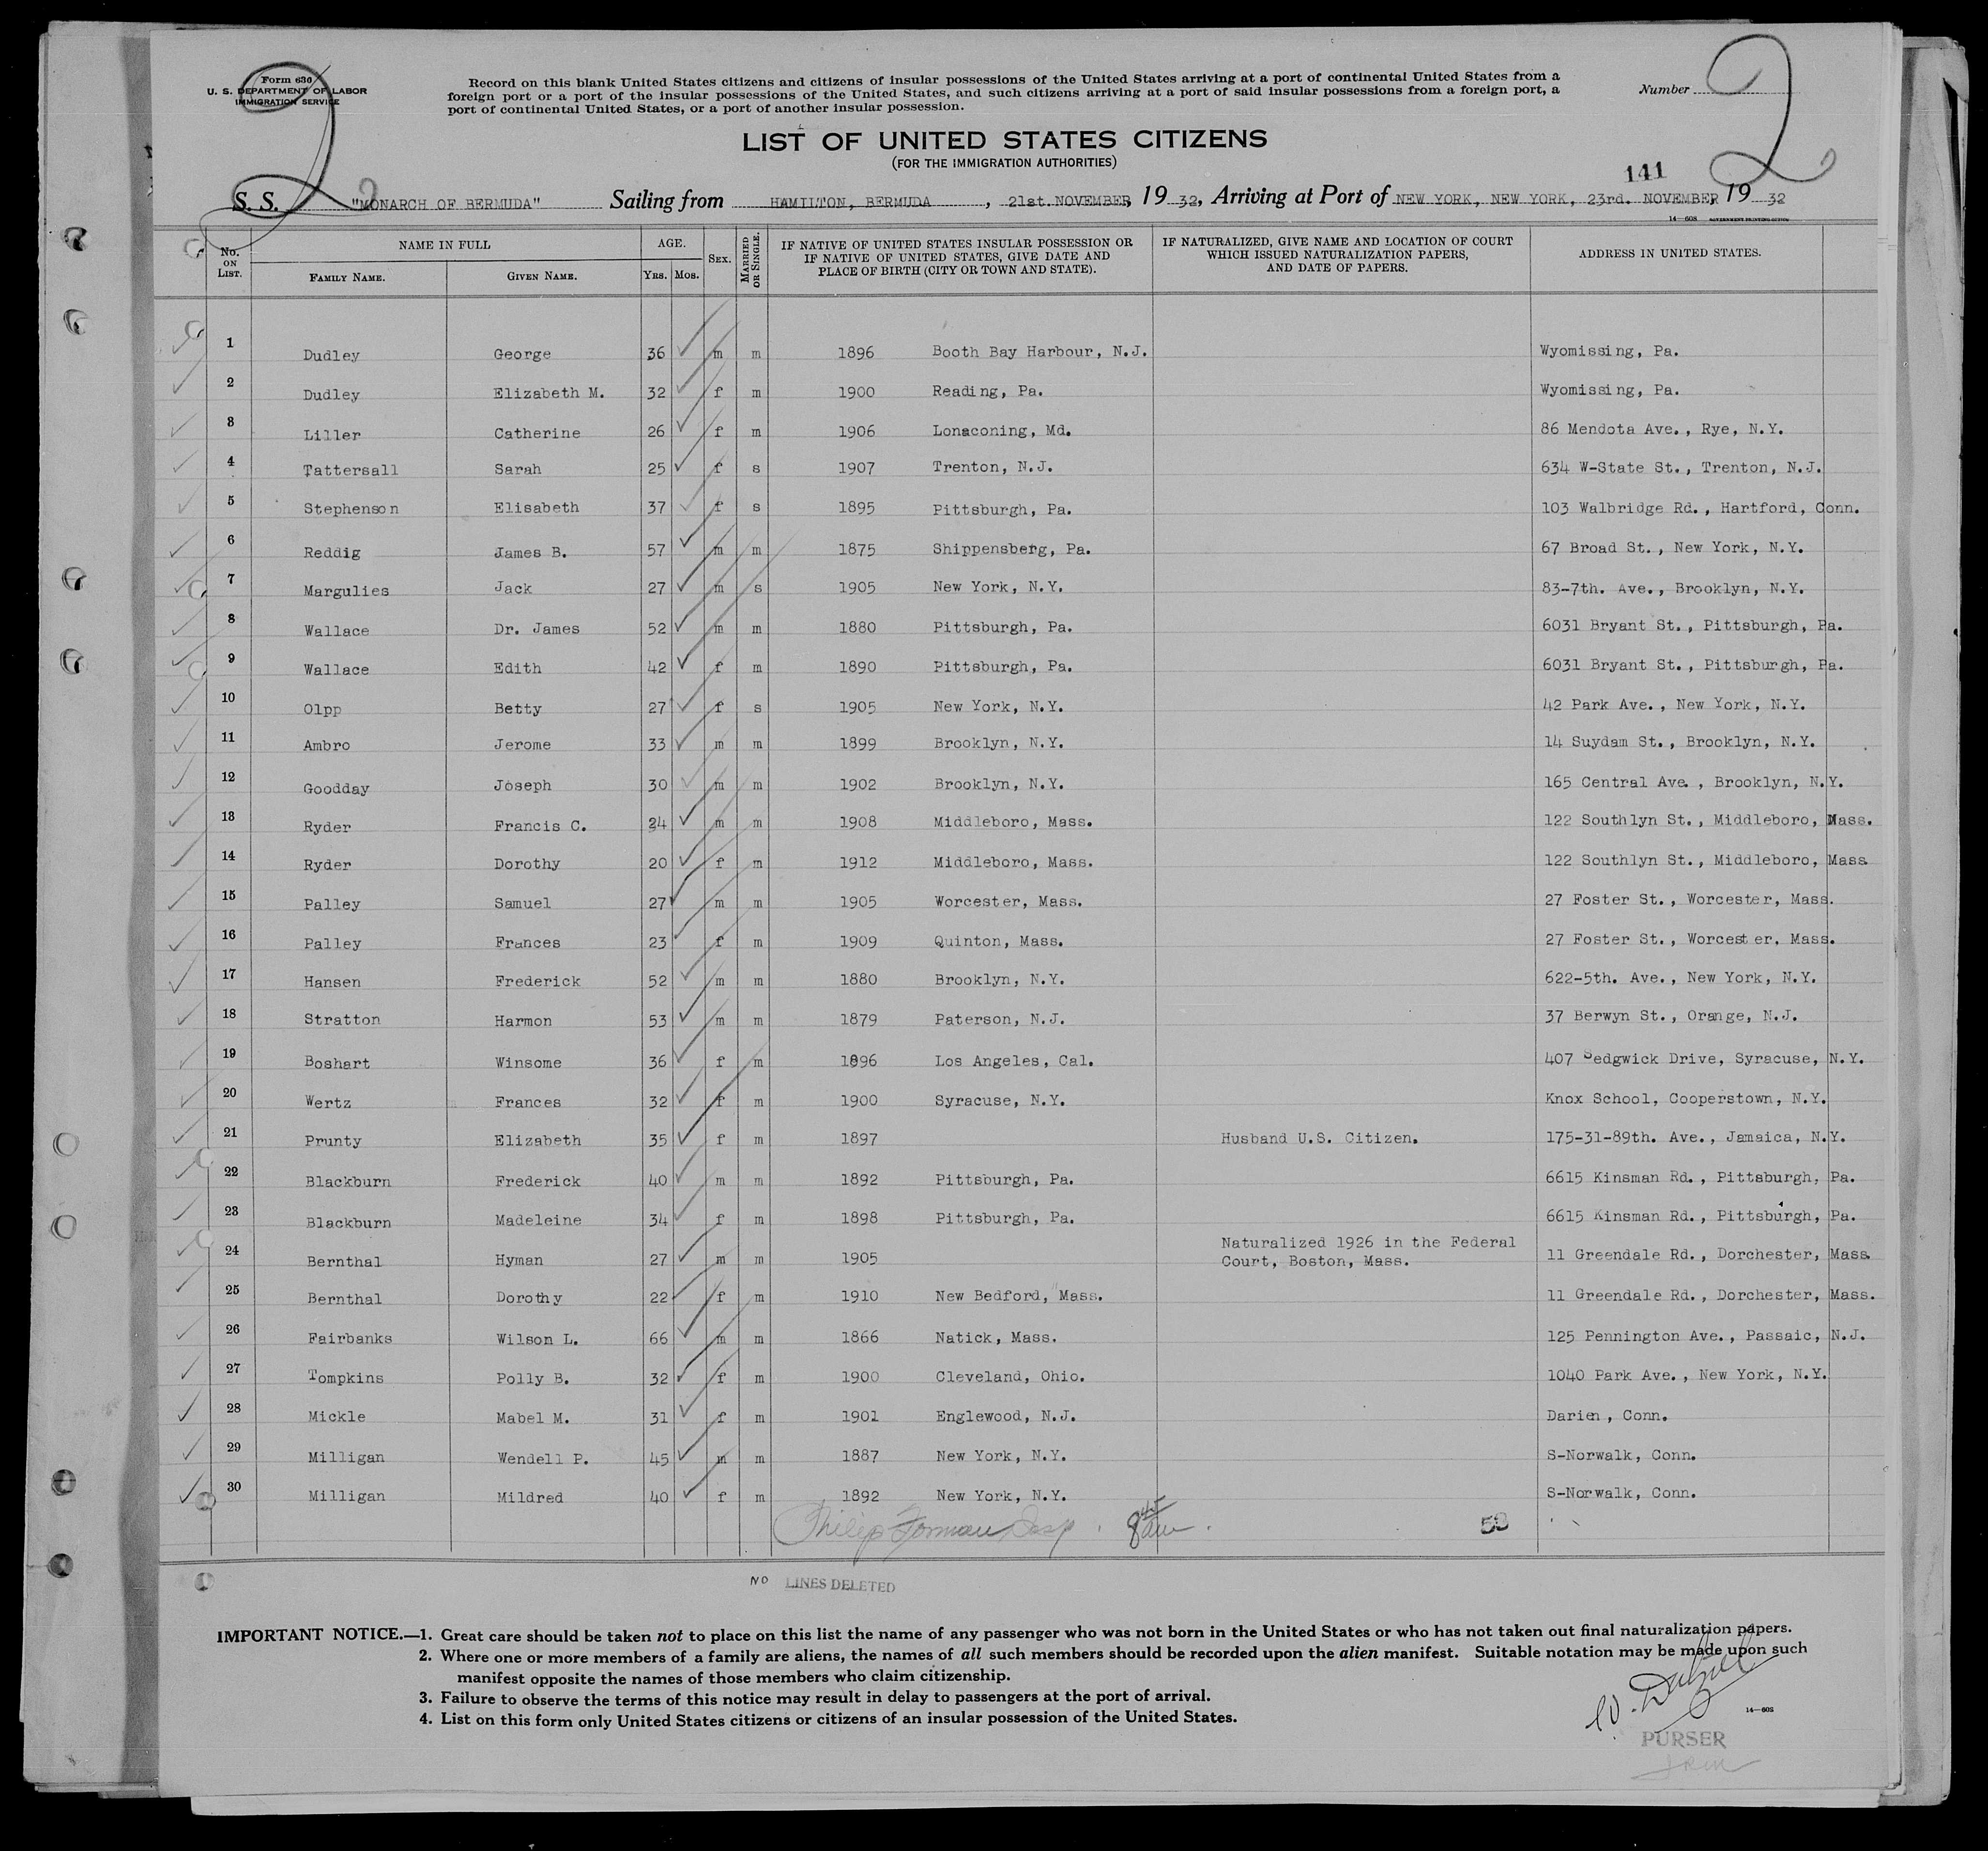 Form 630
U. S. DEPARTMENT OF LABOR
IMMIGRATION SERVICE
Record on this blank United States citizens and citizens of insular possessions of the United States arriving at a port of continental United States from a
foreign port or a port of the insular possessions of the United States, and such citizens arriving at a port of said insular possessions from a foreign port, a
port of continental United States, or a port of another insular possession.
Number 2
2
LIST OF UNITED STATES CITIZENS
(FOR THE IMMIGRATION AUTHORITIES)
141
S. S. "MONARCH OF BERMUDA" Sailing from HAMILTON, BERMUDA, 21st. NOVEMBER, 1932, Arriving at Port of NEW YORK, NEW YORK, 23rd. NOVEMBER, 1932
14—608 GOVERNMENT PRINTING OFFICE
No. ON LIST. NAME IN FULL FAMILY NAME. GIVEN NAME. AGE. YRS. MOS. SEX. MARRIED OR SINGLE. IF NATIVE OF UNITED STATES INSULAR POSSESSION OR IF NATIVE OF UNITED STATES, GIVE DATE AND PLACE OF BIRTH (CITY OR TOWN AND STATE). IF NATURALIZED, GIVE NAME AND LOCATION OF COURT WHICH ISSUED NATURALIZATION PAPERS, AND DATE OF PAPERS. ADDRESS IN UNITED STATES.
1 Dudley George 36 m m 1896 Booth Bay Harbour, N.J. Wyomissing, Pa.
2 Dudley Elizabeth M. 32 f m 1900 Reading, Pa. Wyomissing, Pa.
3 Liller Catherine 26 f m 1906 Lonaconing, Md. 86 Mendota Ave., Rye, N.Y.
4 Tattersall Sarah 25 f s 1907 Trenton, N.J. 634 W-State St., Trenton, N.J.
5 Stephenson Elisabeth 37 f s 1895 Pittsburgh, Pa. 103 Walbridge Rd., Hartford, Conn.
6 Reddig James B. 57 m m 1875 Shippensberg, Pa. 67 Broad St., New York, N.Y.
7 Margulies Jack 27 m s 1905 New York, N.Y. 83-7th. Ave., Brooklyn, N.Y.
8 Wallace Dr. James 52 m m 1880 Pittsburgh, Pa. 6031 Bryant St., Pittsburgh, Pa.
9 Wallace Edith 42 f m 1890 Pittsburgh, Pa. 6031 Bryant St., Pittsburgh, Pa.
10 Olpp Betty 27 f s 1905 New York, N.Y. 42 Park Ave., New York, N.Y.
11 Ambro Jerome 33 m m 1899 Brooklyn, N.Y. 14 Suydam St., Brooklyn, N.Y.
12 Goodday Joseph 30 m m 1902 Brooklyn, N.Y. 165 Central Ave., Brooklyn, N.Y.
13 Ryder Francis C. 24 m m 1908 Middleboro, Mass. 122 Southlyn St., Middleboro, Mass.
14 Ryder Dorothy 20 f m 1912 Middleboro, Mass. 122 Southlyn St., Middleboro, Mass
15 Palley Samuel 27 m m 1905 Worcester, Mass. 27 Foster St., Worcester, Mass.
16 Palley Frances 23 f m 1909 Quinton, Mass. 27 Foster St., Worcester, Mass.
17 Hansen Frederick 52 m m 1880 Brooklyn, N.Y. 622-5th. Ave., New York, N.Y.
18 Stratton Harmon 53 m m 1879 Paterson, N.J. 37 Berwyn St., Orange, N.J.
19 Boshart Winsome 36 f m 1896 Los Angeles, Cal. 407 Sedgwick Drive, Syracuse, N.Y.
20 Wertz Frances 32 f m 1900 Syracuse, N.Y. Knox School, Cooperstown, N.Y.
21 Prunty Elizabeth 35 f m 1897 Husband U.S. Citizen. 175-31-89th. Ave., Jamaica, N.Y.
22 Blackburn Frederick 40 m m 1892 Pittsburgh, Pa. 6615 Kinsman Rd., Pittsburgh, Pa.
23 Blackburn Madeleine 34 f m 1898 Pittsburgh, Pa. 6615 Kinsman Rd., Pittsburgh, Pa.
24 Bernthal Hyman 27 m m 1905 Naturalized 1926 in the Federal Court, Boston, Mass. 11 Greendale Rd., Dorchester, Mass.
25 Bernthal Dorothy 22 f m 1910 New Bedford, Mass. 11 Greendale Rd., Dorchester, Mass.
26 Fairbanks Wilson L. 66 m m 1866 Natick, Mass. 125 Pennington Ave., Passaic, N.J.
27 Tompkins Polly B. 32 f m 1900 Cleveland, Ohio. 1040 Park Ave., New York, N.Y.
28 Mickle Mabel M. 31 f m 1901 Englewood, N.J. Darien, Conn.
29 Milligan Wendell P. 45 m m 1887 New York, N.Y. S-Norwalk, Conn.
30 Milligan Mildred 40 f m 1892 New York, N.Y. S-Norwalk, Conn.
Philip Forman Insp. 8 45 am.
NO LINES DELETED
IMPORTANT NOTICE.—1. Great care should be taken not to place on this list the name of any passenger who was not born in the United States or who has not taken out final naturalization papers.
2. Where one or more members of a family are aliens, the names of all such members should be recorded upon the alien manifest. Suitable notation may be made upon such
manifest opposite the names of those members who claim citizenship.
3. Failure to observe the terms of this notice may result in delay to passengers at the port of arrival.
4. List on this form only United States citizens or citizens of an insular possession of the United States.
14—608
PURSER